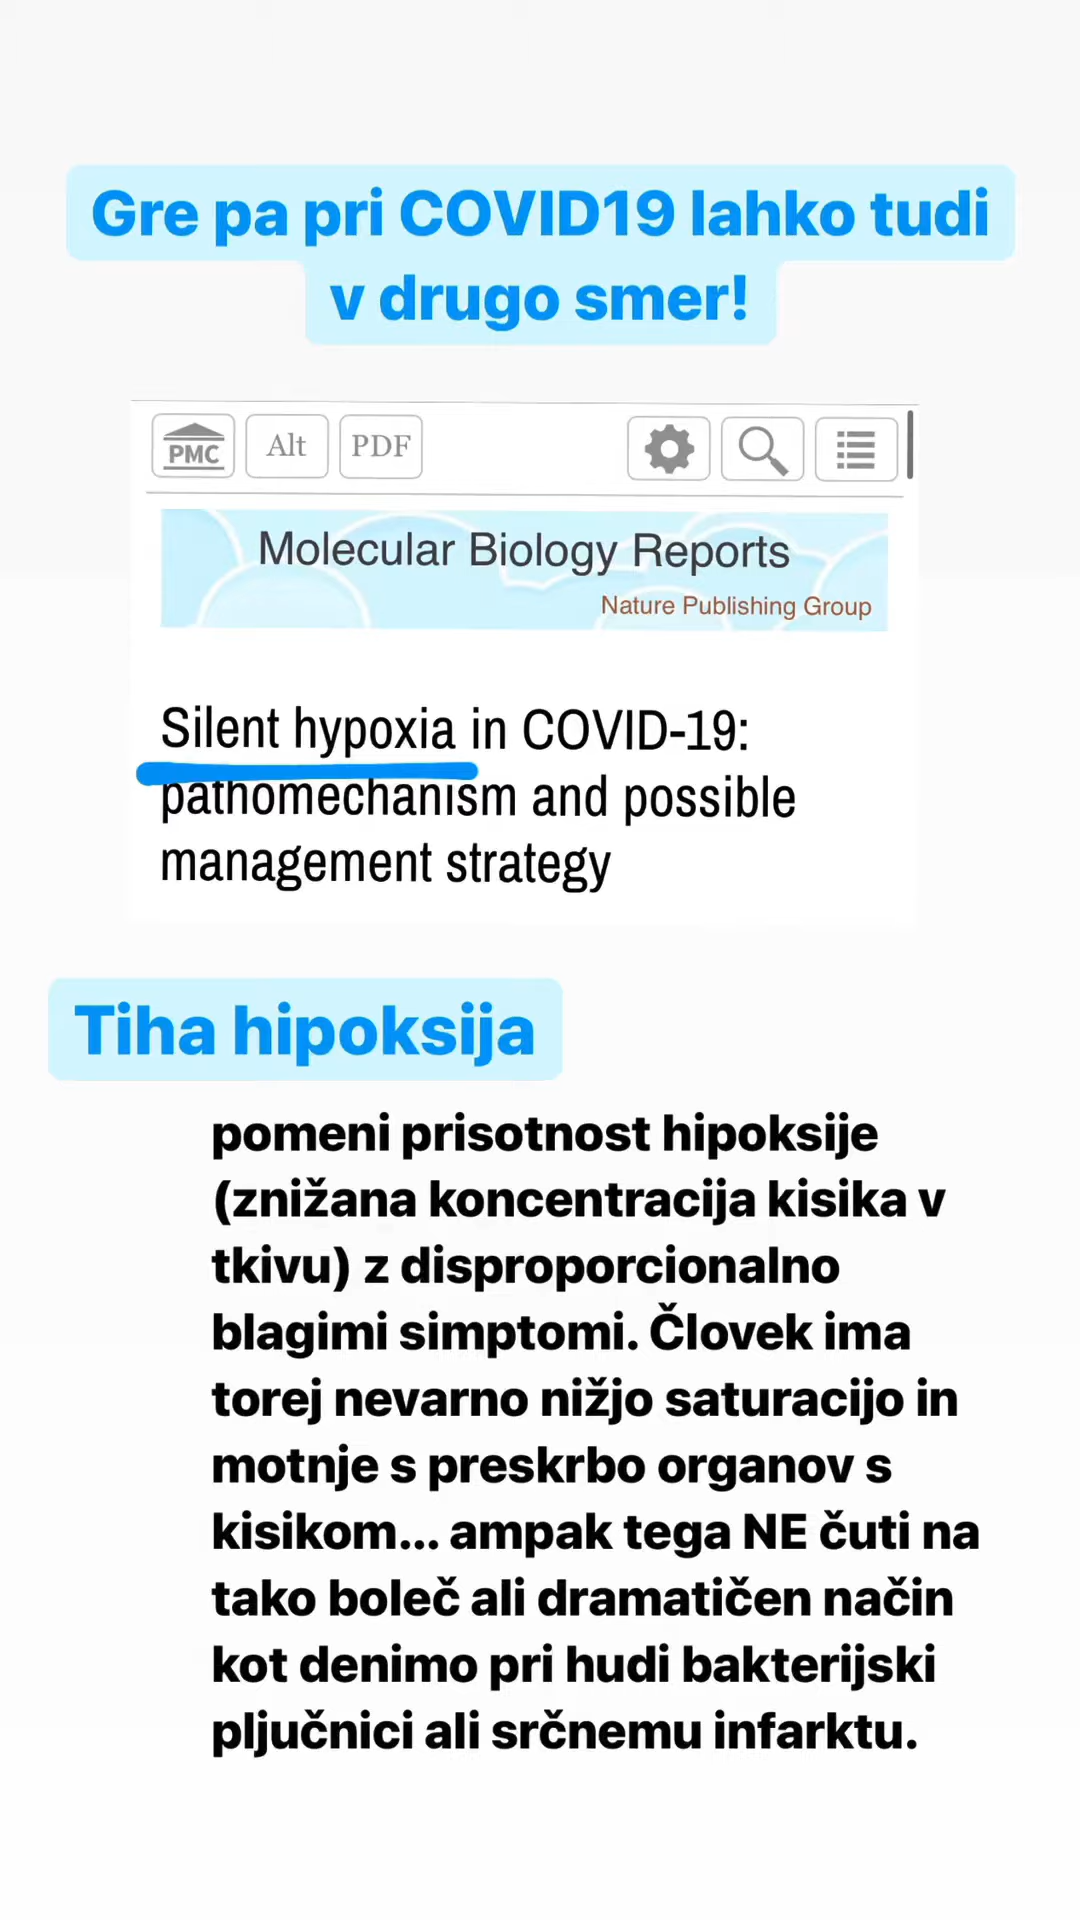 Gre pa pri COVID19 lahko tudi
v drugo smer!
PMC Alt PDF
Molecular Biology Reports
Nature Publishing Group
Silent hypoxia in COVID-19:
pathomechanism and possible
management strategy
Tiha hipoksija
pomeni prisotnost hipoksije
(znižana koncentracija kisika v
tkivu) z disproporcionalno
blagimi simptomi. Človek ima
torej nevarno nižjo saturacijo in
motnje s preskrbo organov s
kisikom... ampak tega NE čuti na
tako boleč ali dramatičen način
kot denimo pri hudi bakterijski
pljučnici ali srčnemu infarktu.